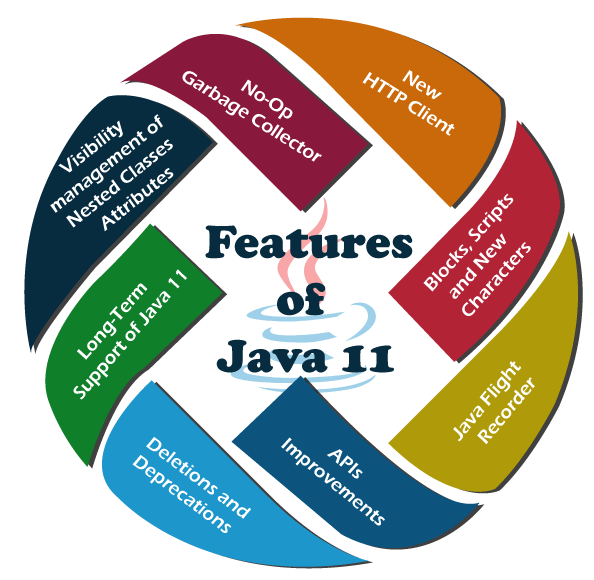 Features
of
Java 11
New
HTTP Client
Blocks, Scripts
and New
Characters
Java Flight
Recorder
APIs
Improvements
Deletions and
Deprecations
Long-Term
Support of Java 11
Visibility
management of
Nested Classes
Attributes
No-Op
Garbage Collector